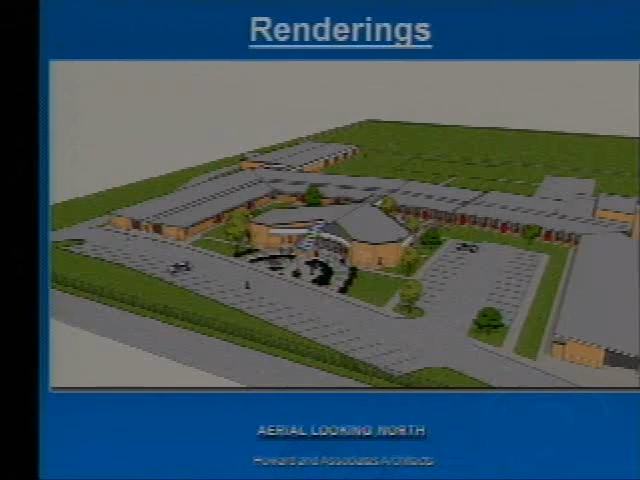 Renderings
AERIAL LOOKING NORTH
Howard and Associates Architects